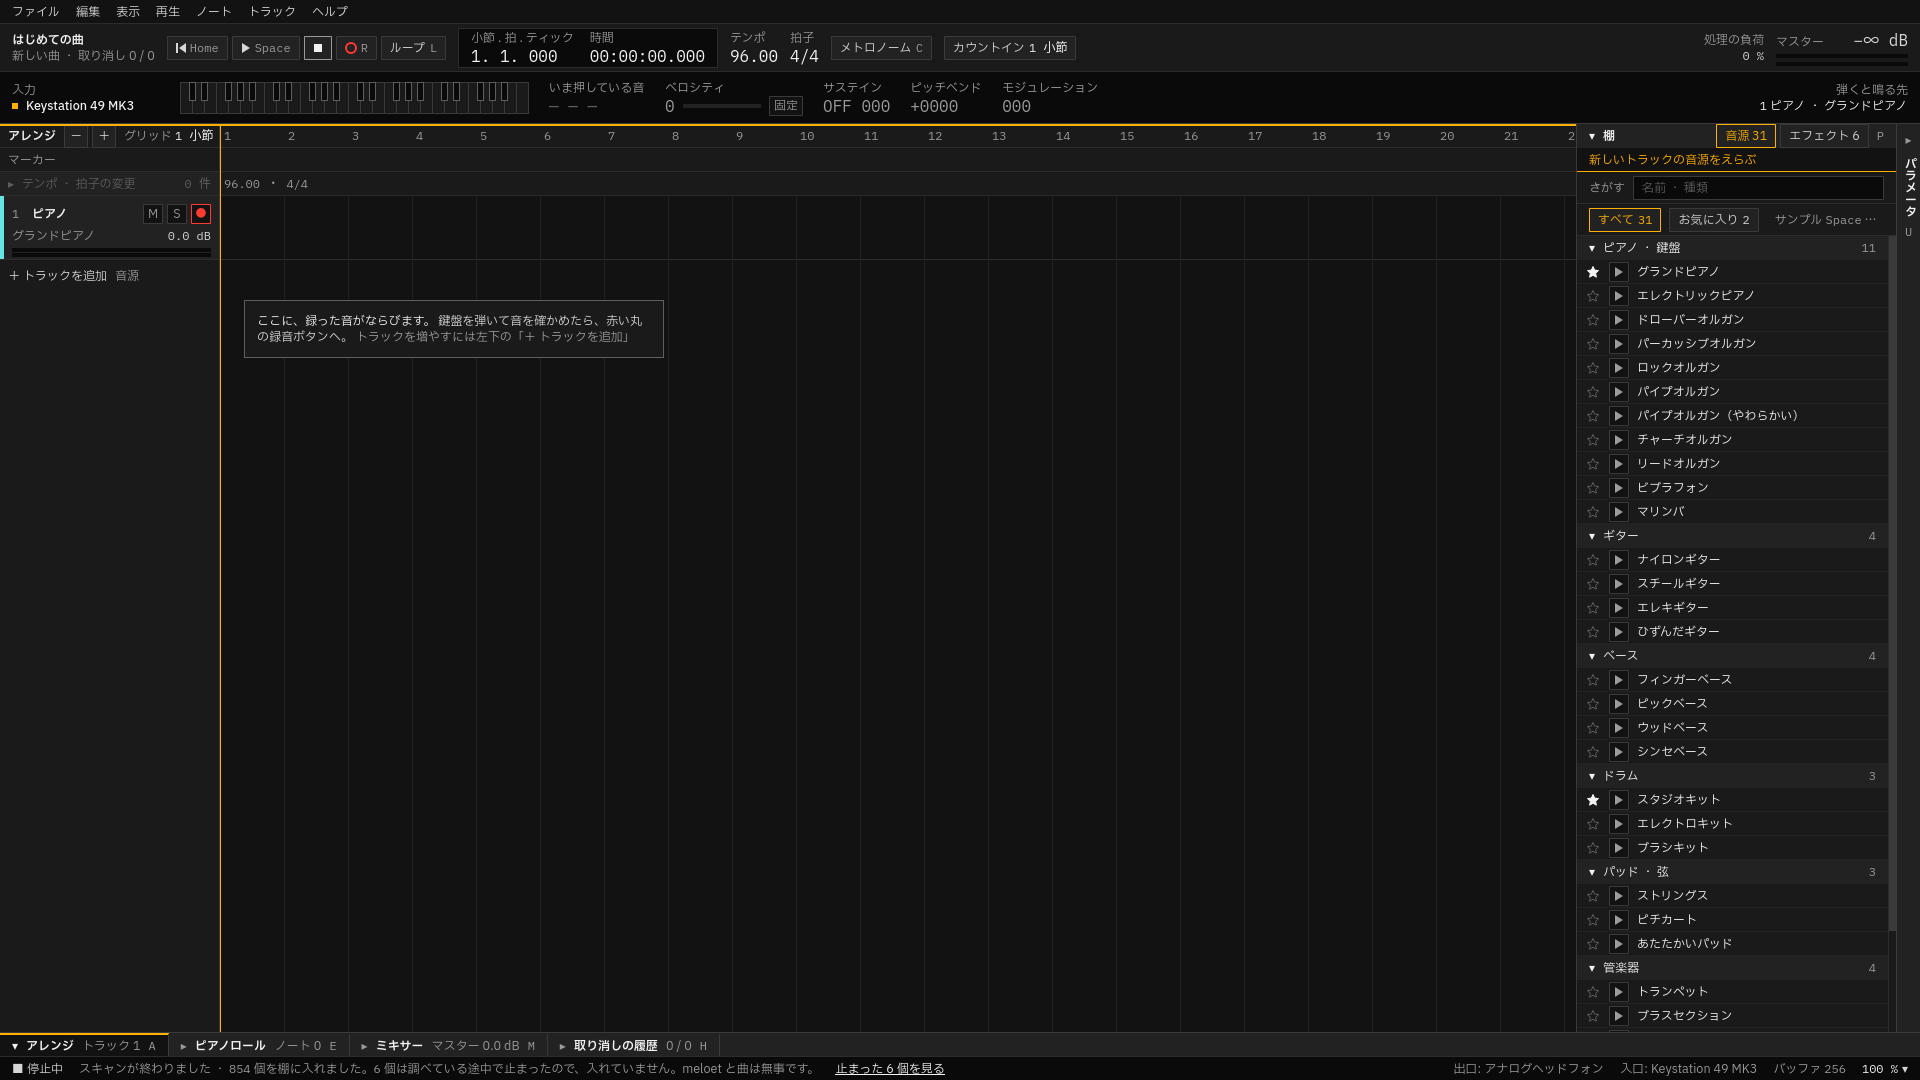 ファイル 編集 表示 再生 ノート トラック ヘルプ
はじめての曲
新しい曲 · 取り消し 0 / 0
Home Space R ループ L
小節 . 拍 . ティック 時間
1. 1. 000 00:00:00.000
テンポ 拍子
96.00 4/4
メトロノーム C カウントイン 1 小節
処理の負荷 マスター −∞ dB
0 %
入力
Keystation 49 MK3
いま押している音 ベロシティ サステイン ピッチベンド モジュレーション
— — — 0 固定 OFF 000 +0000 000
弾くと鳴る先
1 ピアノ · グランドピアノ
アレンジ − + グリッド 1 小節
1 2 3 4 5 6 7 8 9 10 11 12 13 14 15 16 17 18 19 20 21 2
マーカー
▸ テンポ · 拍子の変更 0 件
96.00 · 4/4
1 ピアノ M S
グランドピアノ 0.0 dB
＋ トラックを追加 音源
ここに、録った音がならびます。 鍵盤を弾いて音を確かめたら、赤い丸
の録音ボタンへ。 トラックを増やすには左下の「＋ トラックを追加」
▾ 棚 音源 31 エフェクト 6 P
新しいトラックの音源をえらぶ
さがす 名前 · 種類
すべて 31 お気に入り 2 サンプル Space …
▾ ピアノ · 鍵盤 11
グランドピアノ
エレクトリックピアノ
ドローバーオルガン
パーカッシブオルガン
ロックオルガン
パイプオルガン
パイプオルガン（やわらかい）
チャーチオルガン
リードオルガン
ビブラフォン
マリンバ
▾ ギター 4
ナイロンギター
スチールギター
エレキギター
ひずんだギター
▾ ベース 4
フィンガーベース
ピックベース
ウッドベース
シンセベース
▾ ドラム 3
スタジオキット
エレクトロキット
ブラシキット
▾ パッド · 弦 3
ストリングス
ピチカート
あたたかいパッド
▾ 管楽器 4
トランペット
ブラスセクション
▸ パラメータ U
▾ アレンジ トラック 1 A ▸ ピアノロール ノート 0 E ▸ ミキサー マスター 0.0 dB M ▸ 取り消しの履歴 0 / 0 H
■ 停止中 スキャンが終わりました · 854 個を棚に入れました。6 個は調べている途中で止まったので、入れていません。meloet と曲は無事です。 止まった 6 個を見る
出口: アナログヘッドフォン 入口: Keystation 49 MK3 バッファ 256 100 % ▾